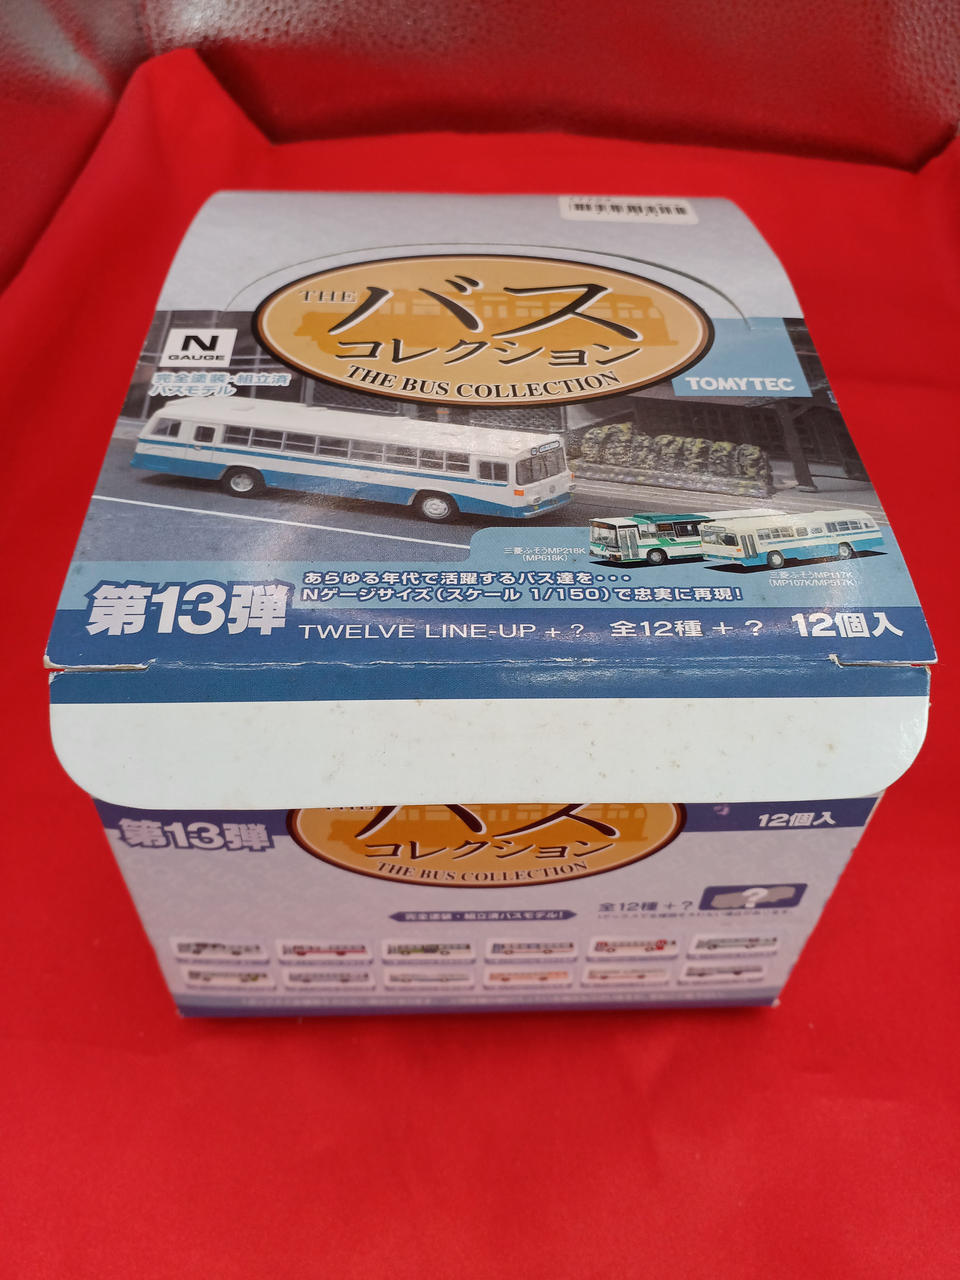 THE
バス
コレクション
THE BUS COLLECTION
N
GAUGE
TOMYTEC
完全塗装・組立済
バスモデル
三菱ふそうMP218K
(MP618K)
三菱ふそうMP117K
(MP107K/MP517K)
あらゆる年代で活躍するバス達を・・・
Nゲージサイズ(スケール 1/150)で忠実に再現!
第13弾
TWELVE LINE-UP + ? 全12種 + ? 12個入
第13弾
バス
コレクション
THE BUS COLLECTION
12個入
全12種 + ?
?
完全塗装・組立済バスモデル!